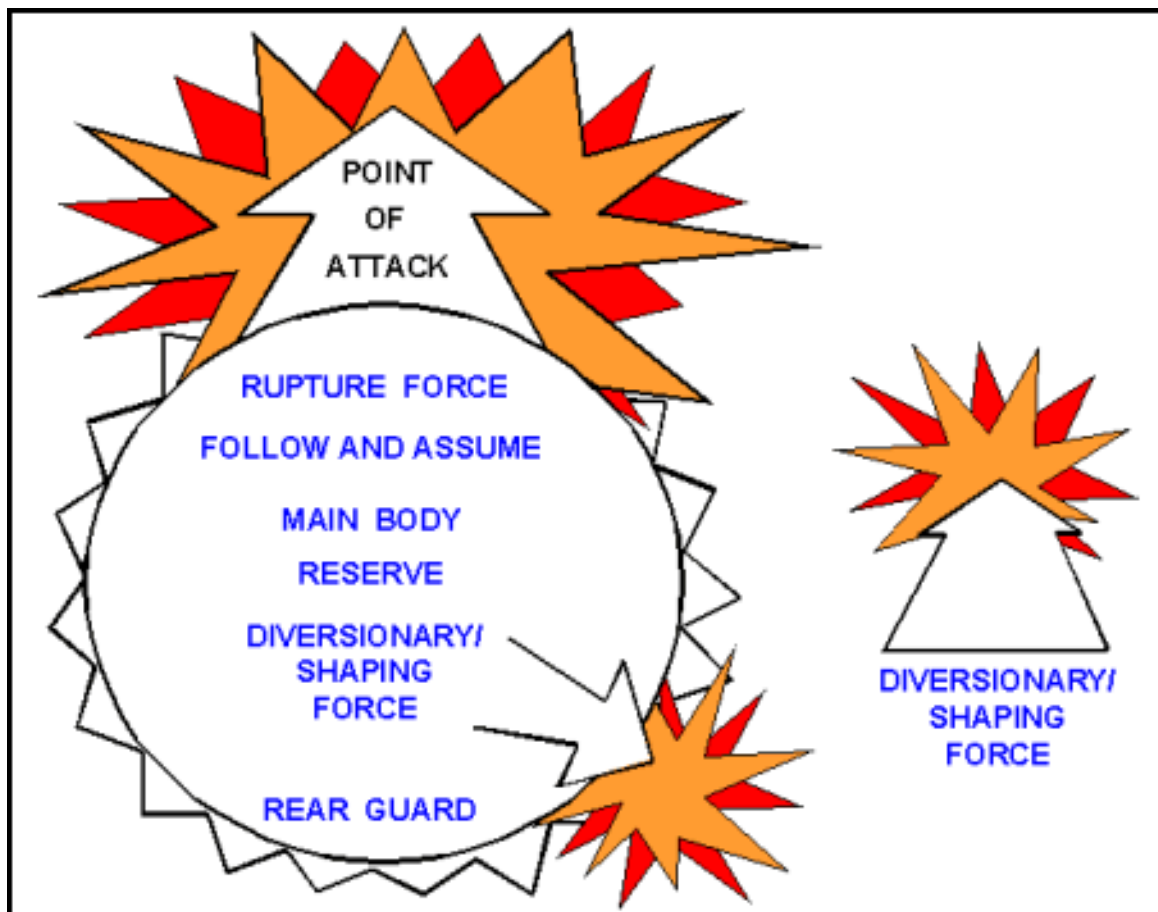 POINT
OF
ATTACK
RUPTURE FORCE
FOLLOW AND ASSUME
MAIN BODY
RESERVE
DIVERSIONARY/
SHAPING
FORCE
REAR GUARD
DIVERSIONARY/
SHAPING
FORCE